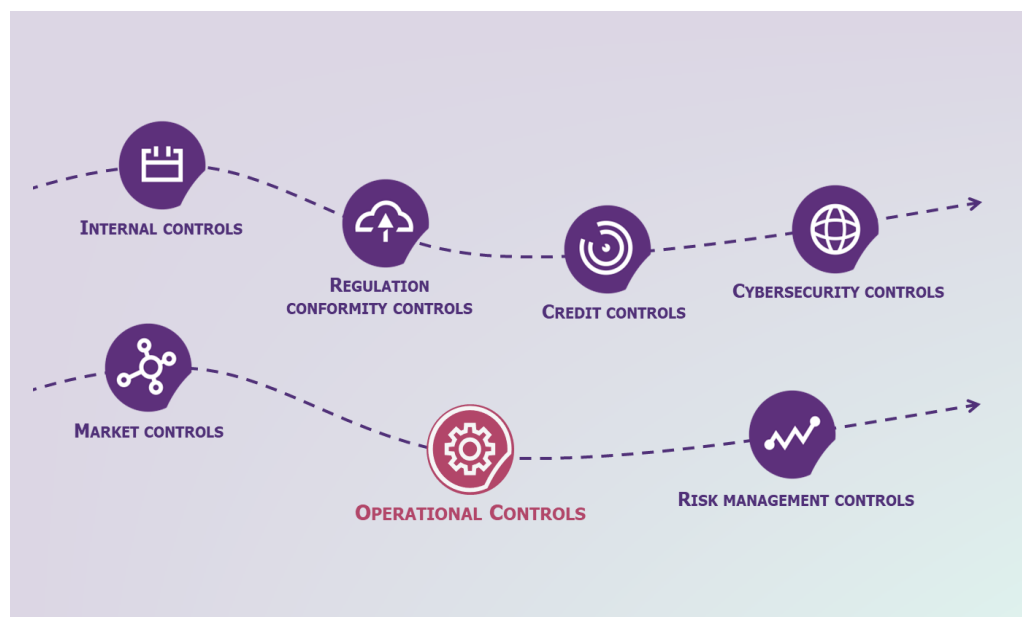 Internal controls
Regulation
conformity controls
Credit controls
Cybersecurity controls
Market controls
Operational Controls
Risk management controls